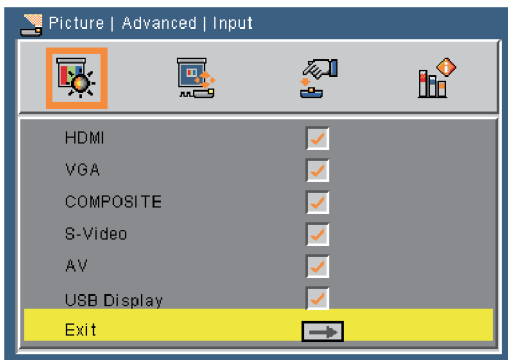 Picture | Advanced | Input
HDMI
VGA
COMPOSITE
S-Video
AV
USB Display
Exit